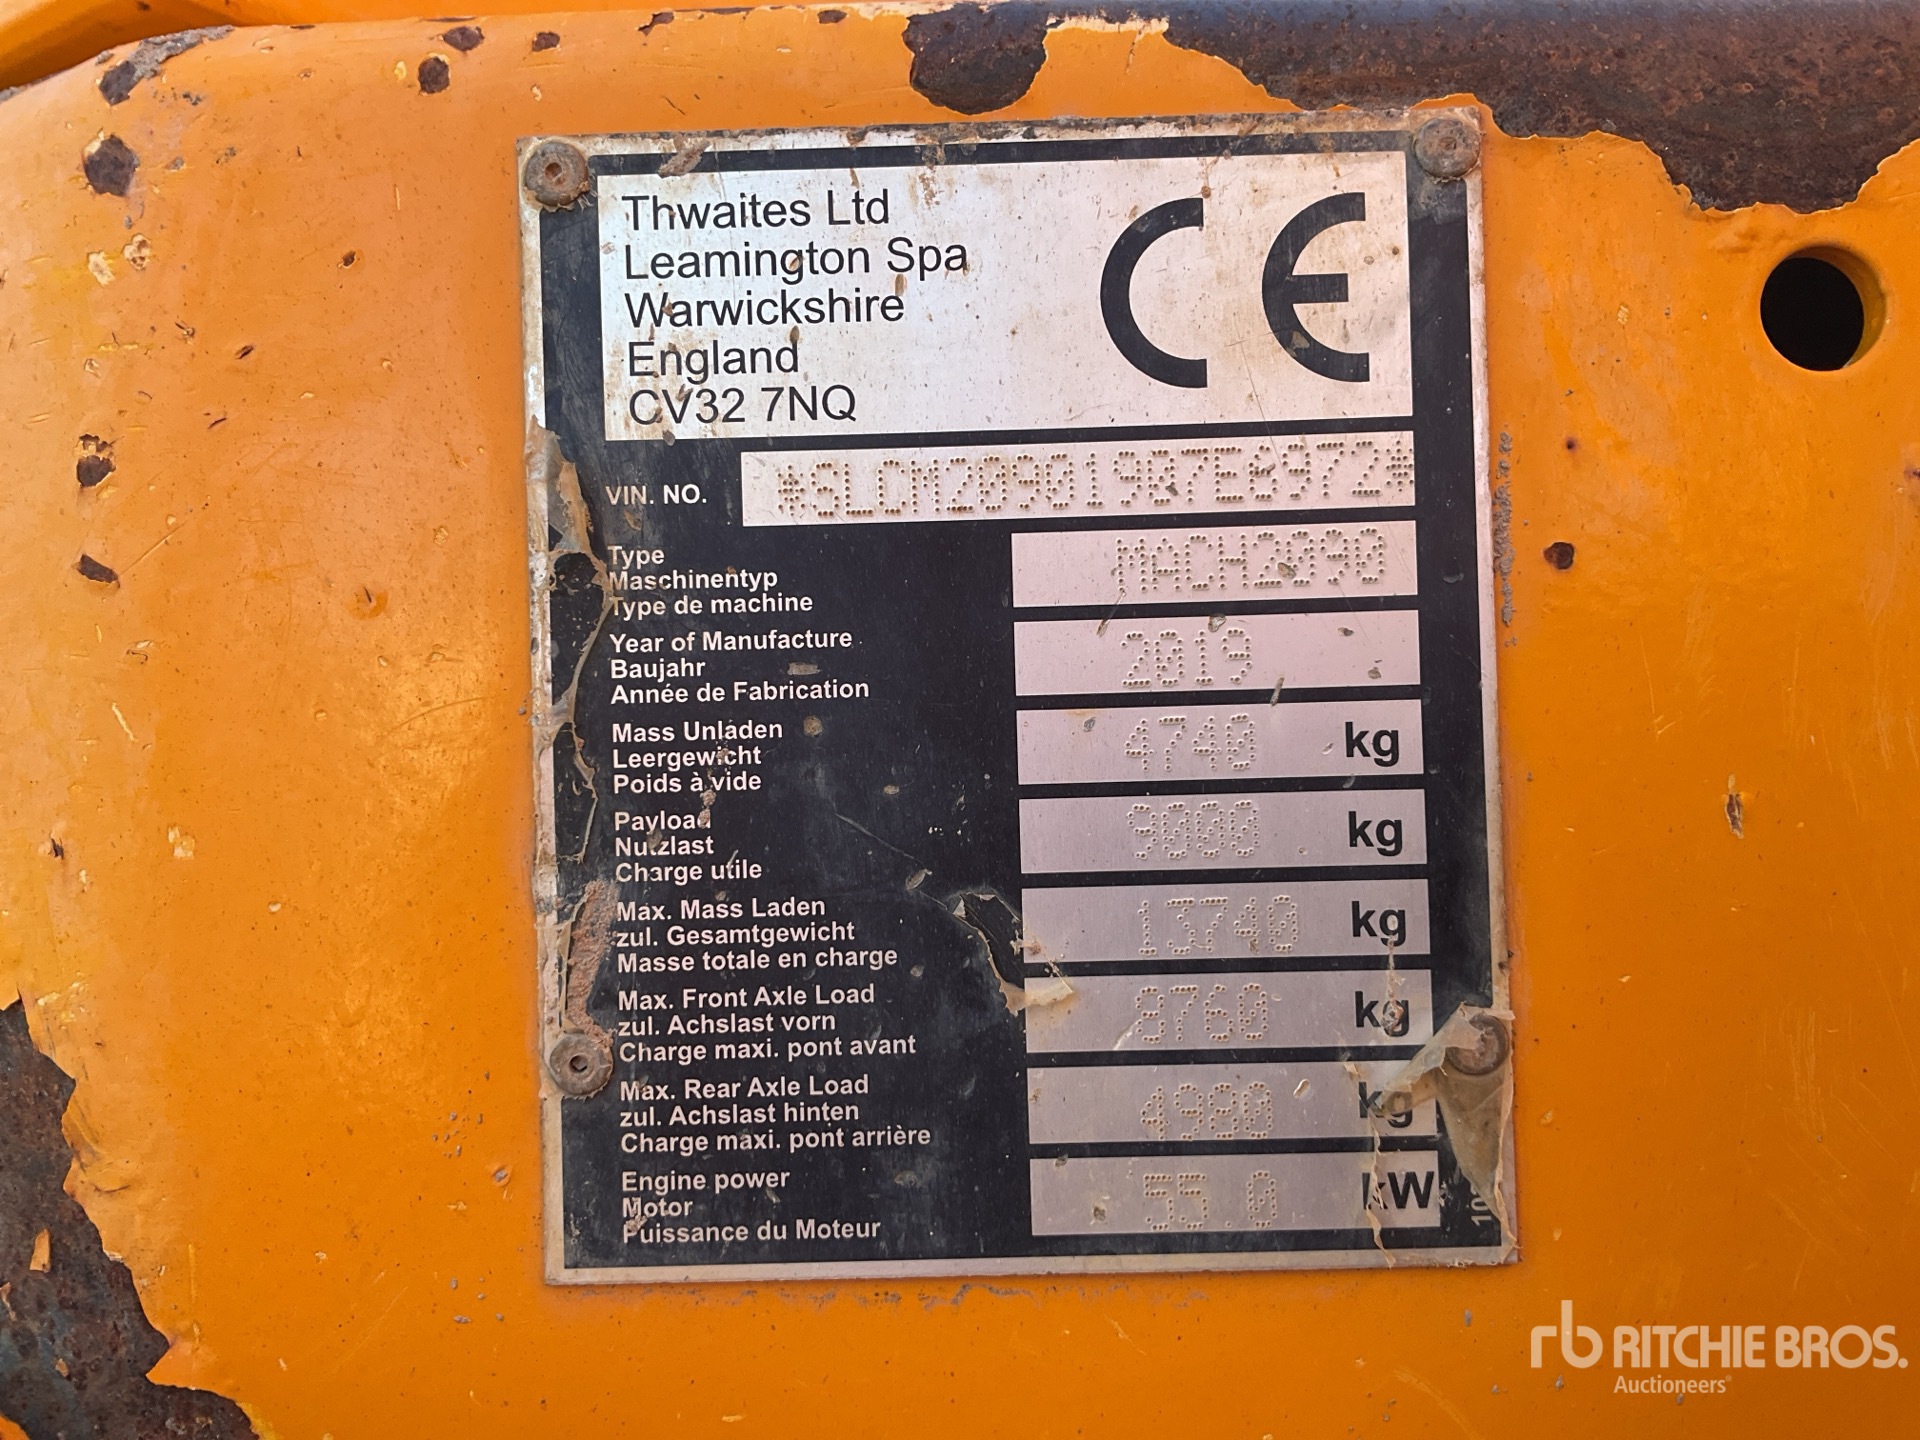 Thwaites Ltd
Leamington Spa
Warwickshire
England
CV32 7NQ
CE
VIN. NO. #SLCM20901907E6972#
Type
Maschinentyp
Type de machine
MACH2090
Year of Manufacture
Baujahr
Année de Fabrication
2019
Mass Unladen
Leergewicht
Poids à vide
4740 kg
Payload
Nutzlast
Charge utile
9000 kg
Max. Mass Laden
zul. Gesamtgewicht
Masse totale en charge
13740 kg
Max. Front Axle Load
zul. Achslast vorn
Charge maxi. pont avant
8760 kg
Max. Rear Axle Load
zul. Achslast hinten
Charge maxi. pont arrière
4980 kg
Engine power
Motor
Puissance du Moteur
55.0 kW
rb RITCHIE BROS.
Auctioneers